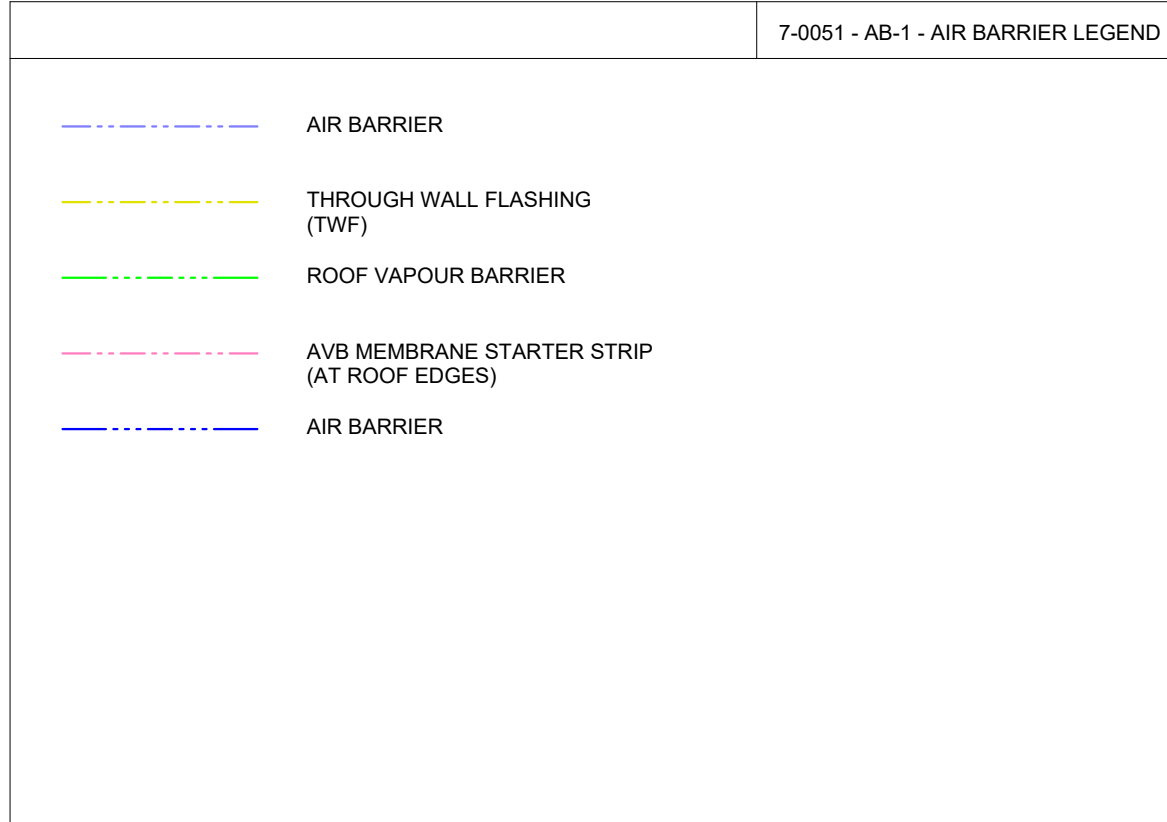 7-0051 - AB-1 - AIR BARRIER LEGEND
AIR BARRIER
THROUGH WALL FLASHING
(TWF)
ROOF VAPOUR BARRIER
AVB MEMBRANE STARTER STRIP
(AT ROOF EDGES)
AIR BARRIER